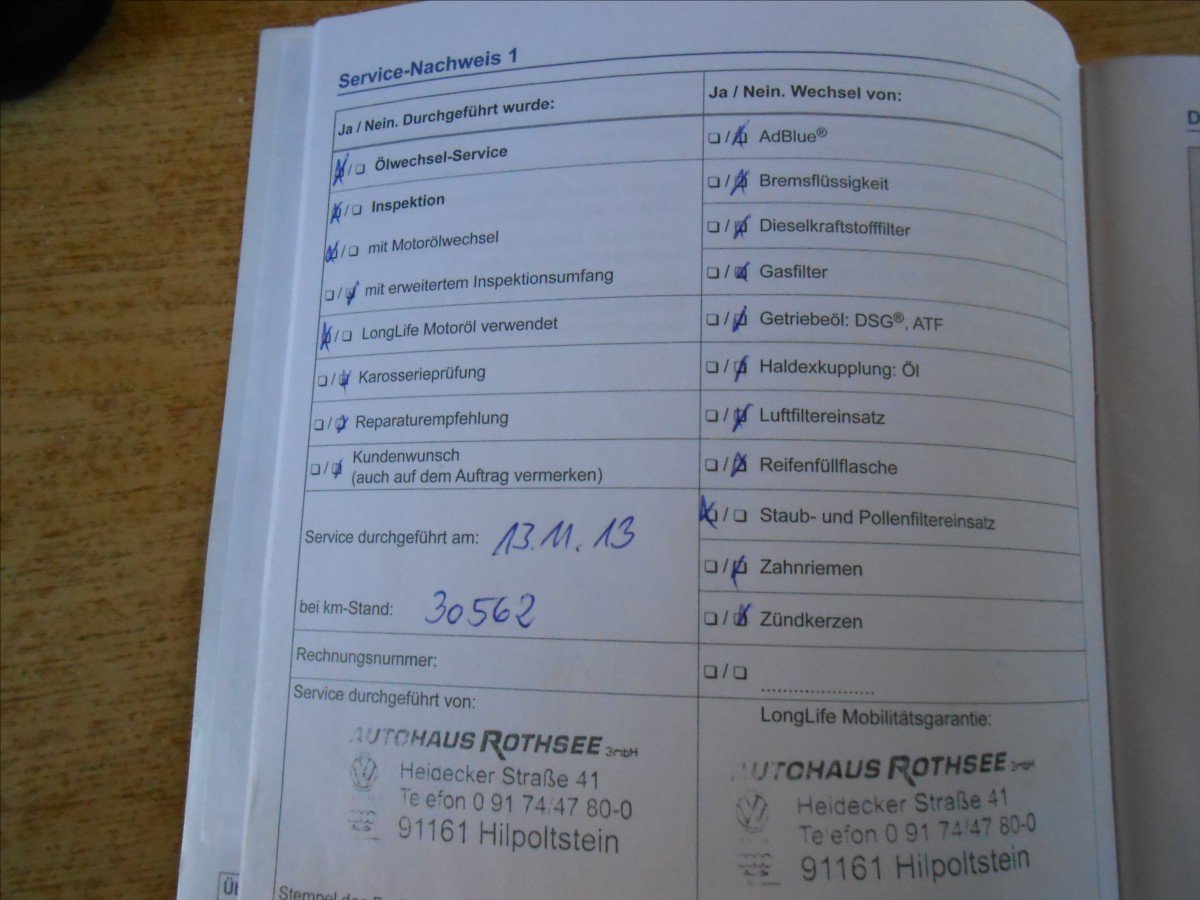 Service-Nachweis 1
Ja / Nein. Durchgeführt wurde:
☒/☐ Ölwechsel-Service
☒/☐ Inspektion
☒/☐ mit Motorölwechsel
☐/☒ mit erweitertem Inspektionsumfang
☒/☐ LongLife Motoröl verwendet
☐/☒ Karosserieprüfung
☐/☒ Reparaturempfehlung
☐/☒ Kundenwunsch
(auch auf dem Auftrag vermerken)
Service durchgeführt am: 13.11.13
bei km-Stand: 30562
Rechnungsnummer:
Service durchgeführt von:
AUTOHAUS ROTHSEE GmbH
Heidecker Straße 41
Te efon 0 91 74/47 80-0
91161 Hilpoltstein
Stempel des
Ja / Nein. Wechsel von:
☐/☒ AdBlue®
☐/☒ Bremsflüssigkeit
☐/☒ Dieselkraftstofffilter
☐/☒ Gasfilter
☐/☒ Getriebeöl: DSG®, ATF
☐/☒ Haldexkupplung: Öl
☐/☒ Luftfiltereinsatz
☐/☒ Reifenfüllflasche
☒/☐ Staub- und Pollenfiltereinsatz
☐/☒ Zahnriemen
☐/☒ Zündkerzen
☐/☐ .....................
LongLife Mobilitätsgarantie:
AUTOHAUS ROTHSEE GmbH
Heidecker Straße 41
Telefon 0 91 74/47 80-0
91161 Hilpoltstein